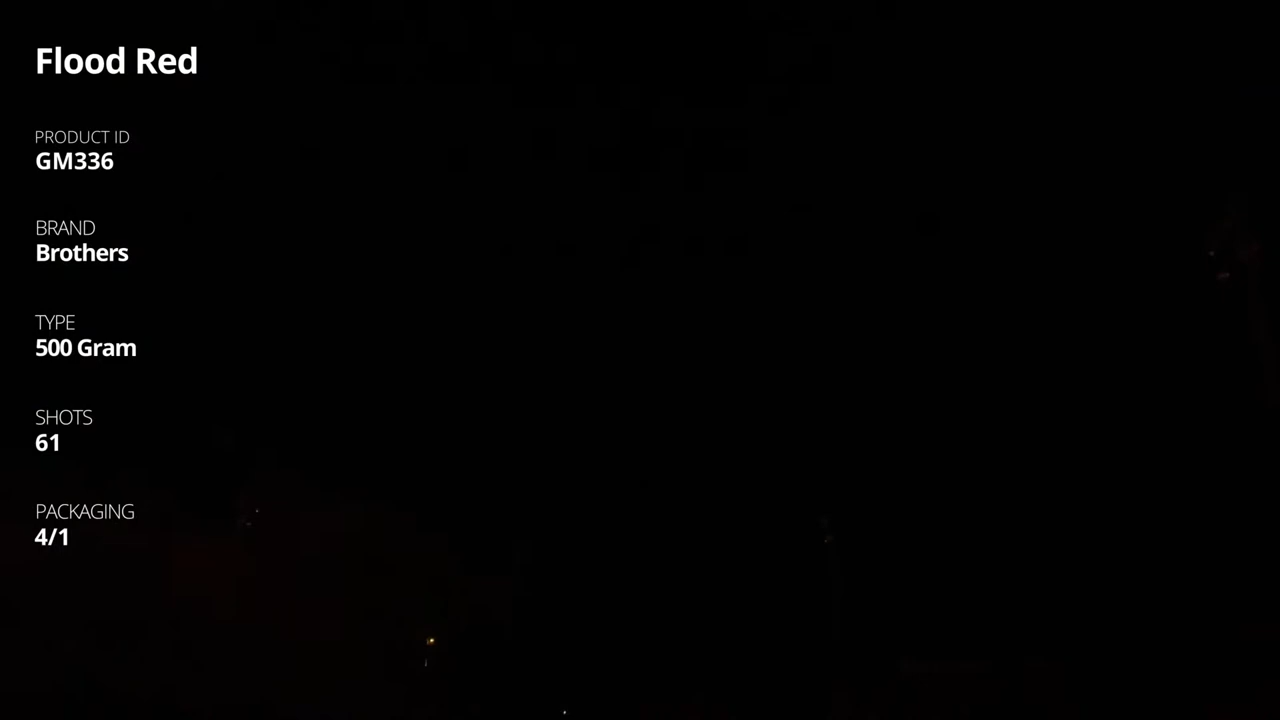 Flood Red
PRODUCT ID
GM336
BRAND
Brothers
TYPE
500 Gram
SHOTS
61
PACKAGING
4/1